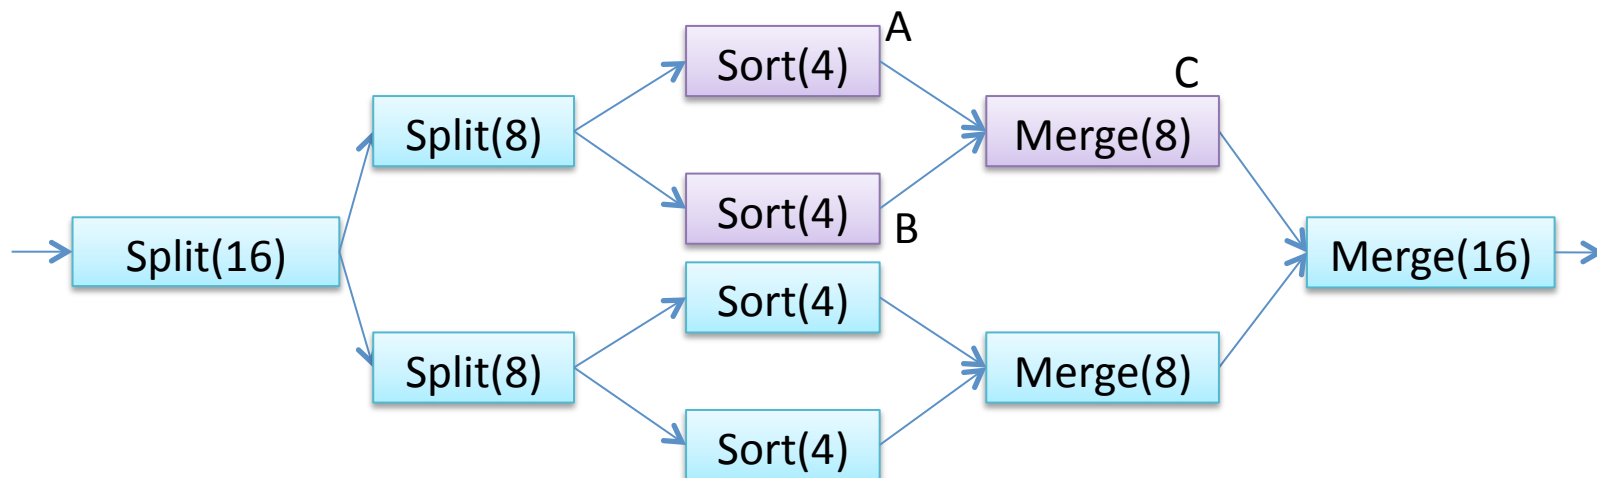 Split(16)
Split(8)
Split(8)
Sort(4)
A
Sort(4)
B
Sort(4)
Sort(4)
C
Merge(8)
Merge(8)
Merge(16)